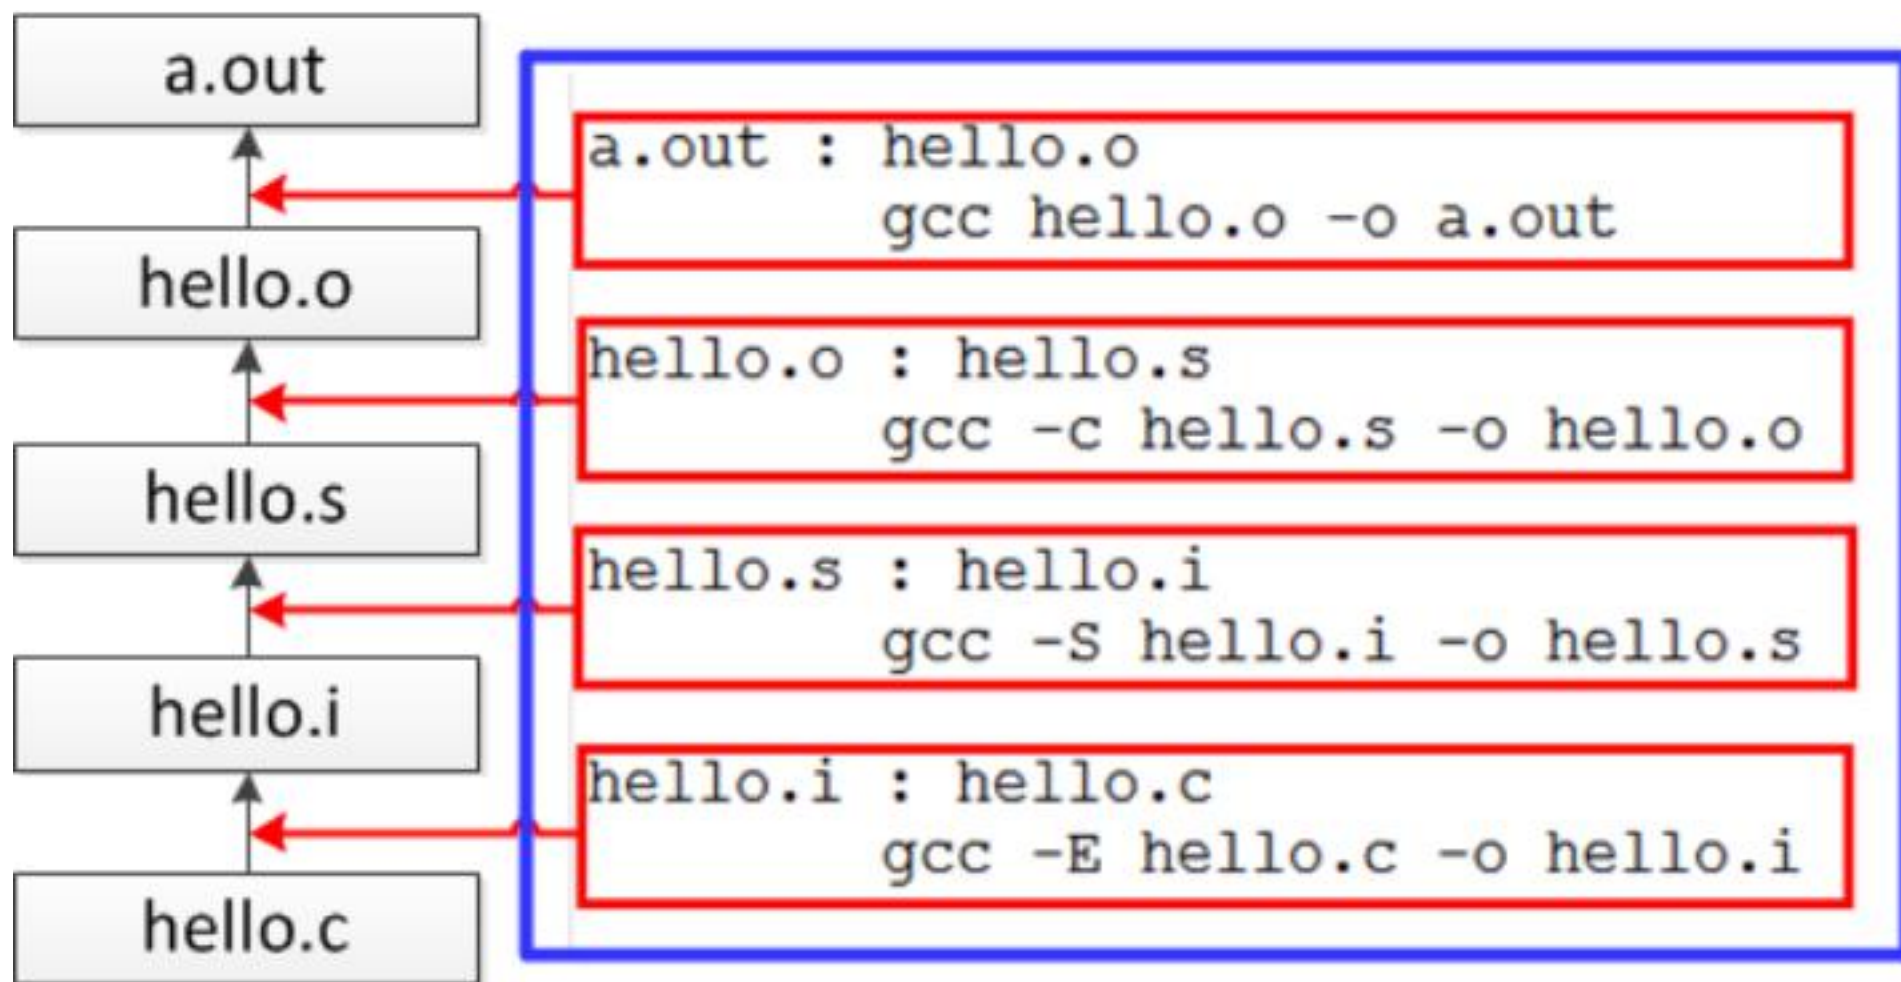 a.out
hello.o
hello.s
hello.i
hello.c
a.out : hello.o
gcc hello.o -o a.out
hello.o : hello.s
gcc -c hello.s -o hello.o
hello.s : hello.i
gcc -S hello.i -o hello.s
hello.i : hello.c
gcc -E hello.c -o hello.i